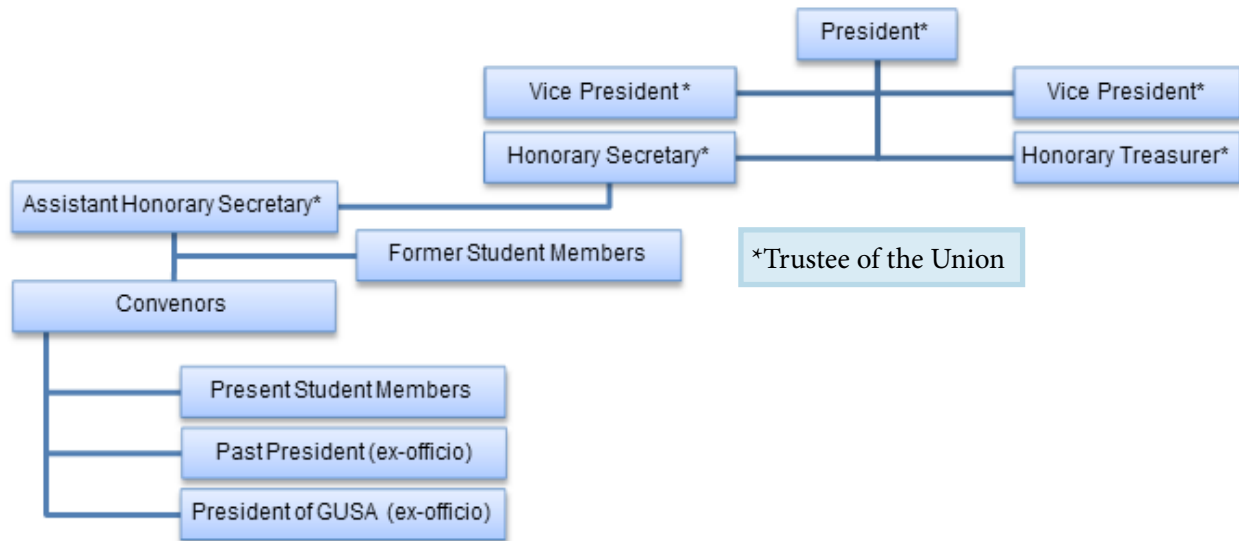 President*
Vice President*
Vice President*
Honorary Secretary*
Honorary Treasurer*
Assistant Honorary Secretary*
Former Student Members
*Trustee of the Union
Convenors
Present Student Members
Past President (ex-officio)
President of GUSA (ex-officio)